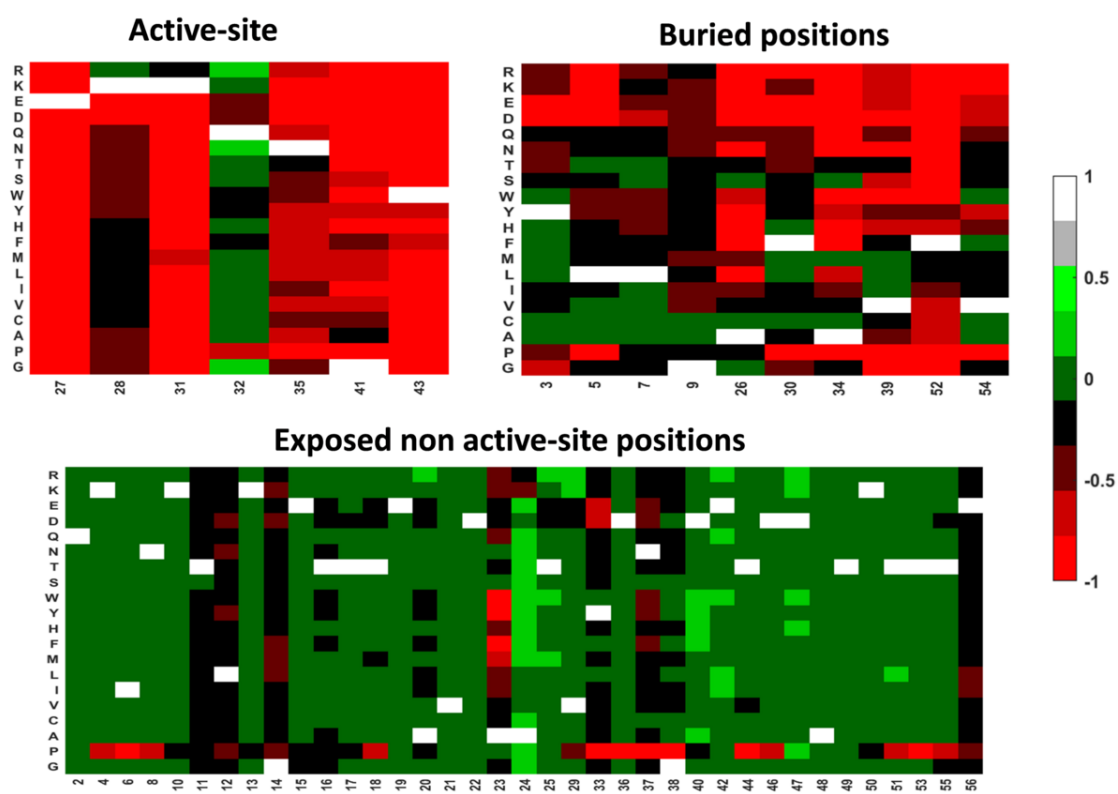 Active-site
R
K
E
D
Q
N
T
S
W
Y
H
F
M
L
I
V
C
A
P
G
27 28 31 32 35 41 43
Buried positions
R
K
E
D
Q
N
T
S
W
Y
H
F
M
L
I
V
C
A
P
G
3 5 7 9 26 30 34 39 52 54
1
.5
0
-0.5
-1
Exposed non active-site positions
R
K
E
D
Q
N
T
S
W
Y
H
F
M
L
I
V
C
A
P
G
2 4 6 8 10 11 12 13 14 15 16 17 18 19 20 21 22 23 24 25 29 33 36 37 38 40 42 44 46 47 48 49 50 51 53 55 56